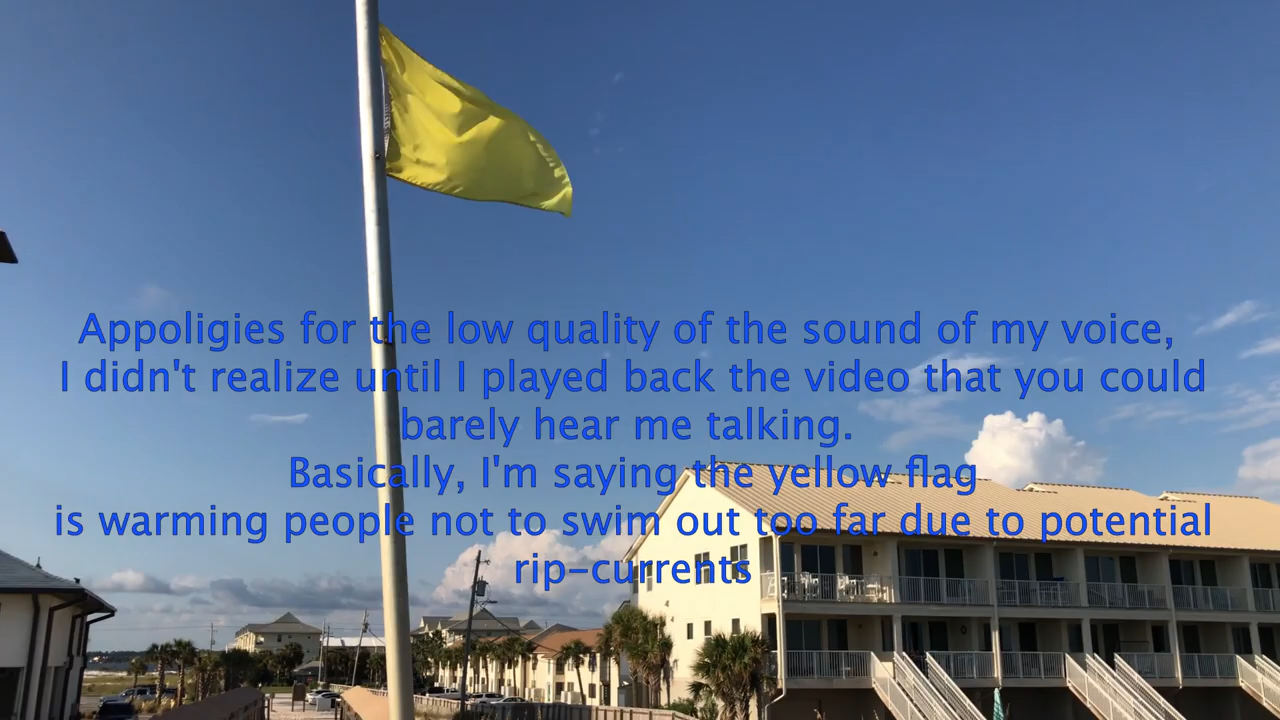 Appoligies for the low quality of the sound of my voice,
I didn't realize until I played back the video that you could
barely hear me talking.
Basically, I'm saying the yellow flag
is warming people not to swim out too far due to potential
rip-currents